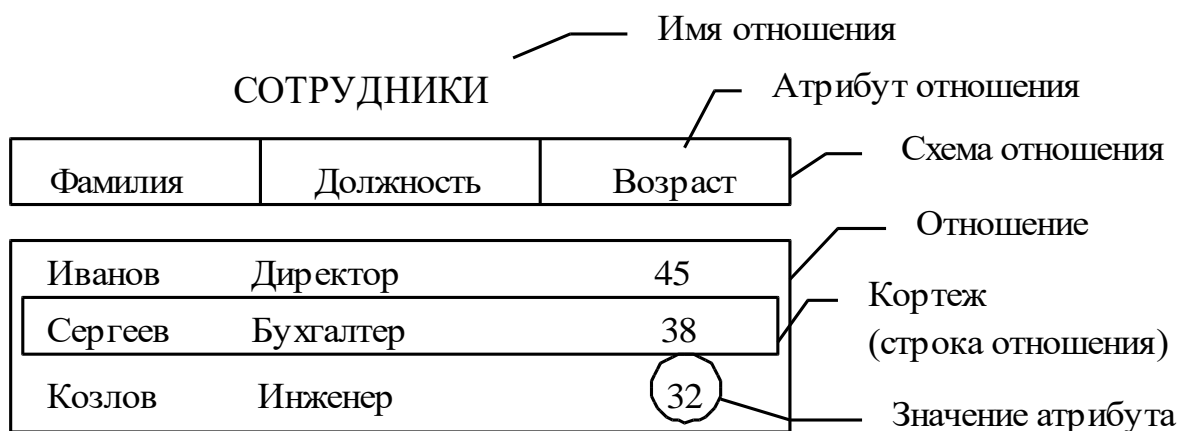 Имя отношения
СОТРУДНИКИ
Атрибут отношения
Схема отношения
Фамилия Должность Возраст
Отношение
Иванов Директор 45
Кортеж
Сергеев Бухгалтер 38
(строка отношения)
Козлов Инженер 32
Значение атрибута